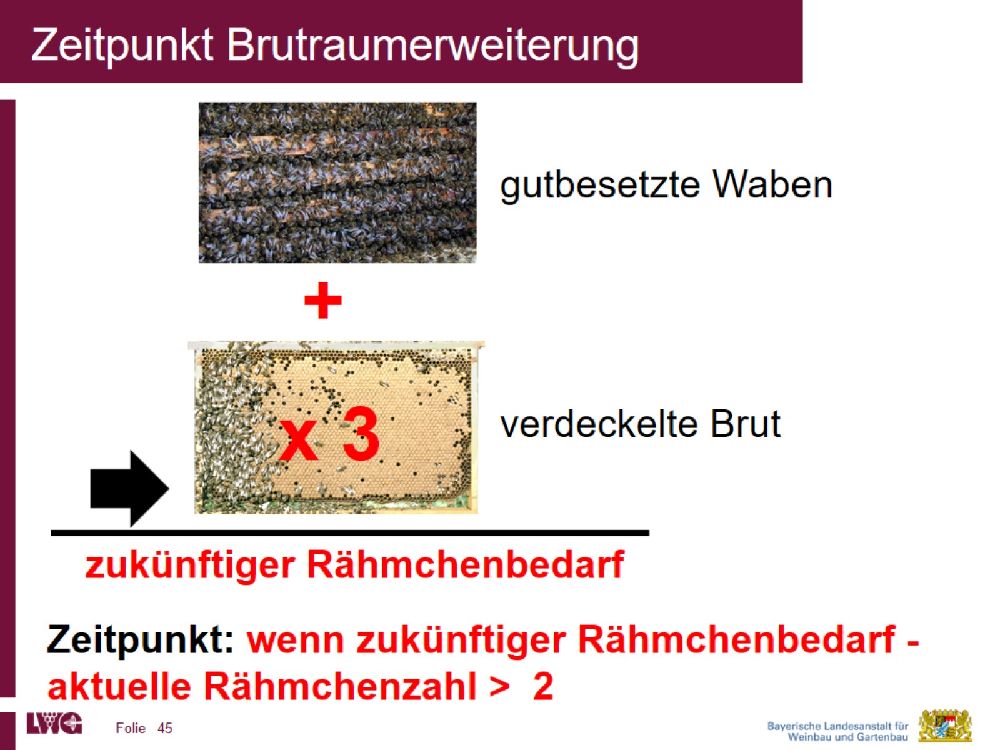 Zeitpunkt Brutraumerweiterung
gutbesetzte Waben
+
x 3
verdeckelte Brut
zukünftiger Rähmchenbedarf
Zeitpunkt: wenn zukünftiger Rähmchenbedarf -
aktuelle Rähmchenzahl > 2
LWG
Folie 45
Bayerische Landesanstalt für
Weinbau und Gartenbau